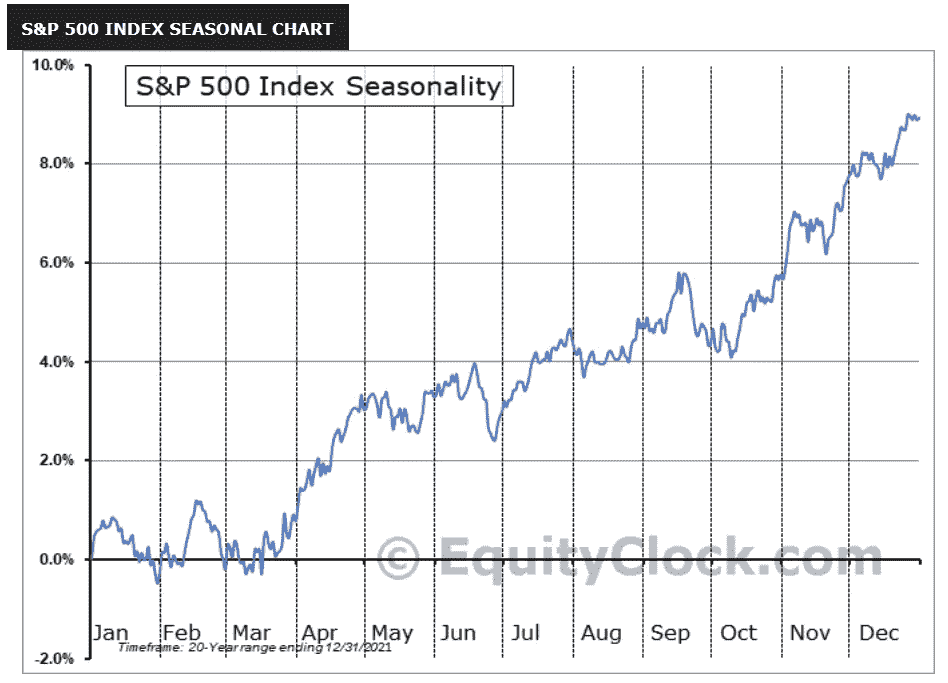 S&P 500 INDEX SEASONAL CHART
S&P 500 Index Seasonality
10.0%
8.0%
6.0%
4.0%
2.0%
0.0%
-2.0%
© EquityClock.com
Jan Feb Mar Apr May Jun Jul Aug Sep Oct Nov Dec
Timeframe: 20-Year range ending 12/31/2021